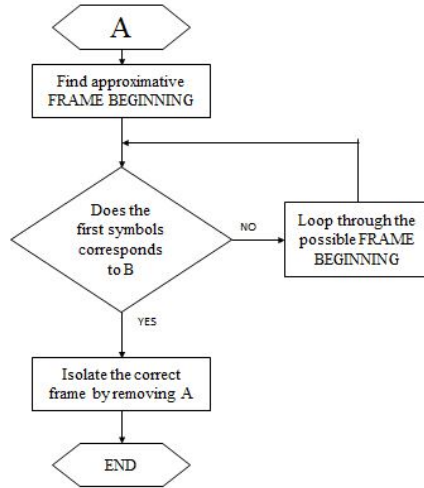 A
Find approximative
FRAME BEGINNING
Does the
first symbols
corresponds
to B
NO
Loop through the
possible FRAME
BEGINNING
YES
Isolate the correct
frame by removing A
END